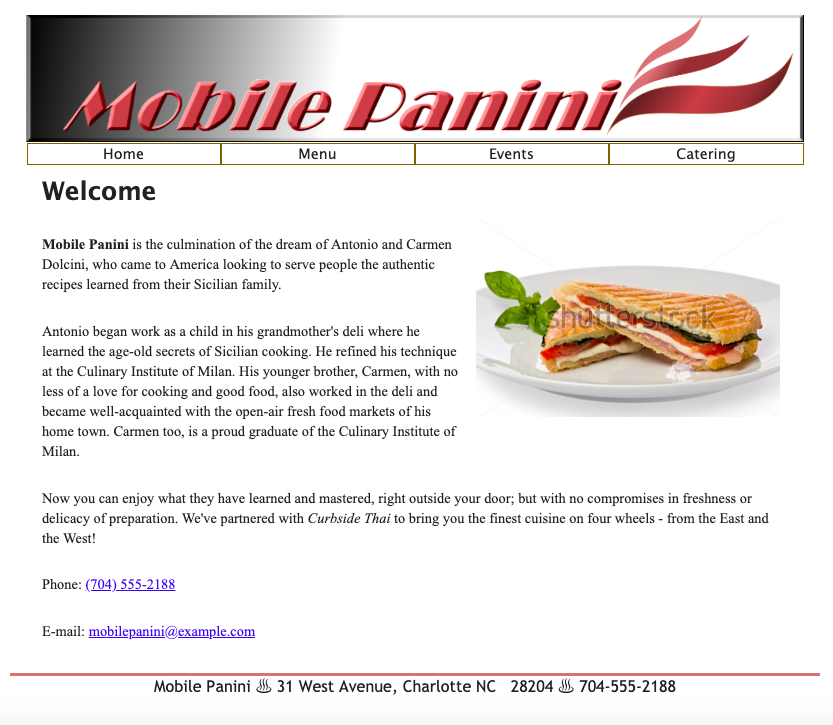 Mobile Panini
Home Menu Events Catering
Welcome
Mobile Panini is the culmination of the dream of Antonio and Carmen
Dolcini, who came to America looking to serve people the authentic
recipes learned from their Sicilian family.
shutterstock
Antonio began work as a child in his grandmother's deli where he
learned the age-old secrets of Sicilian cooking. He refined his technique
at the Culinary Institute of Milan. His younger brother, Carmen, with no
less of a love for cooking and good food, also worked in the deli and
became well-acquainted with the open-air fresh food markets of his
home town. Carmen too, is a proud graduate of the Culinary Institute of
Milan.
Now you can enjoy what they have learned and mastered, right outside your door; but with no compromises in freshness or
delicacy of preparation. We've partnered with Curbside Thai to bring you the finest cuisine on four wheels - from the East and
the West!
Phone: (704) 555-2188
E-mail: mobilepanini@example.com
Mobile Panini ♨ 31 West Avenue, Charlotte NC 28204 ♨ 704-555-2188